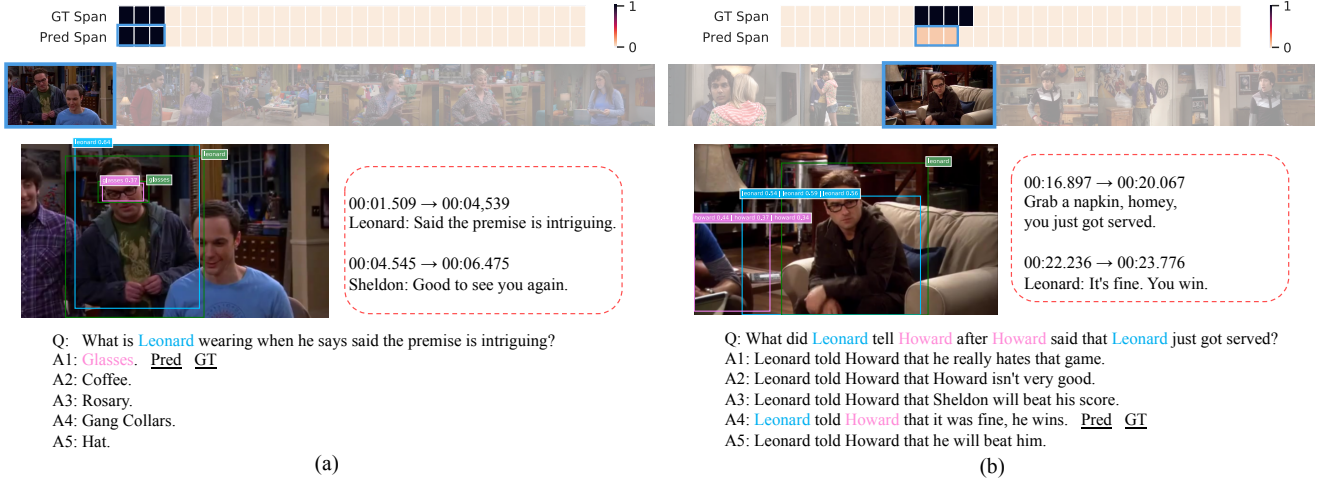 GT Span
Pred Span
1
0
leonard 0.64
leonard
glasses 0.37
glasses
00:01.509 → 00:04,539
Leonard: Said the premise is intriguing.
00:04.545 → 00:06.475
Sheldon: Good to see you again.
Q: What is Leonard wearing when he says said the premise is intriguing?
A1: Glasses. Pred GT
A2: Coffee.
A3: Rosary.
A4: Gang Collars.
A5: Hat.
(a)
GT Span
Pred Span
1
0
leonard
leonard 0.54 leonard 0.59 leonard 0.56
howard 0.44 howard 0.27 howard 0.34
00:16.897 → 00:20.067
Grab a napkin, homey,
you just got served.
00:22.236 → 00:23.776
Leonard: It's fine. You win.
Q: What did Leonard tell Howard after Howard said that Leonard just got served?
A1: Leonard told Howard that he really hates that game.
A2: Leonard told Howard that Howard isn't very good.
A3: Leonard told Howard that Sheldon will beat his score.
A4: Leonard told Howard that it was fine, he wins. Pred GT
A5: Leonard told Howard that he will beat him.
(b)